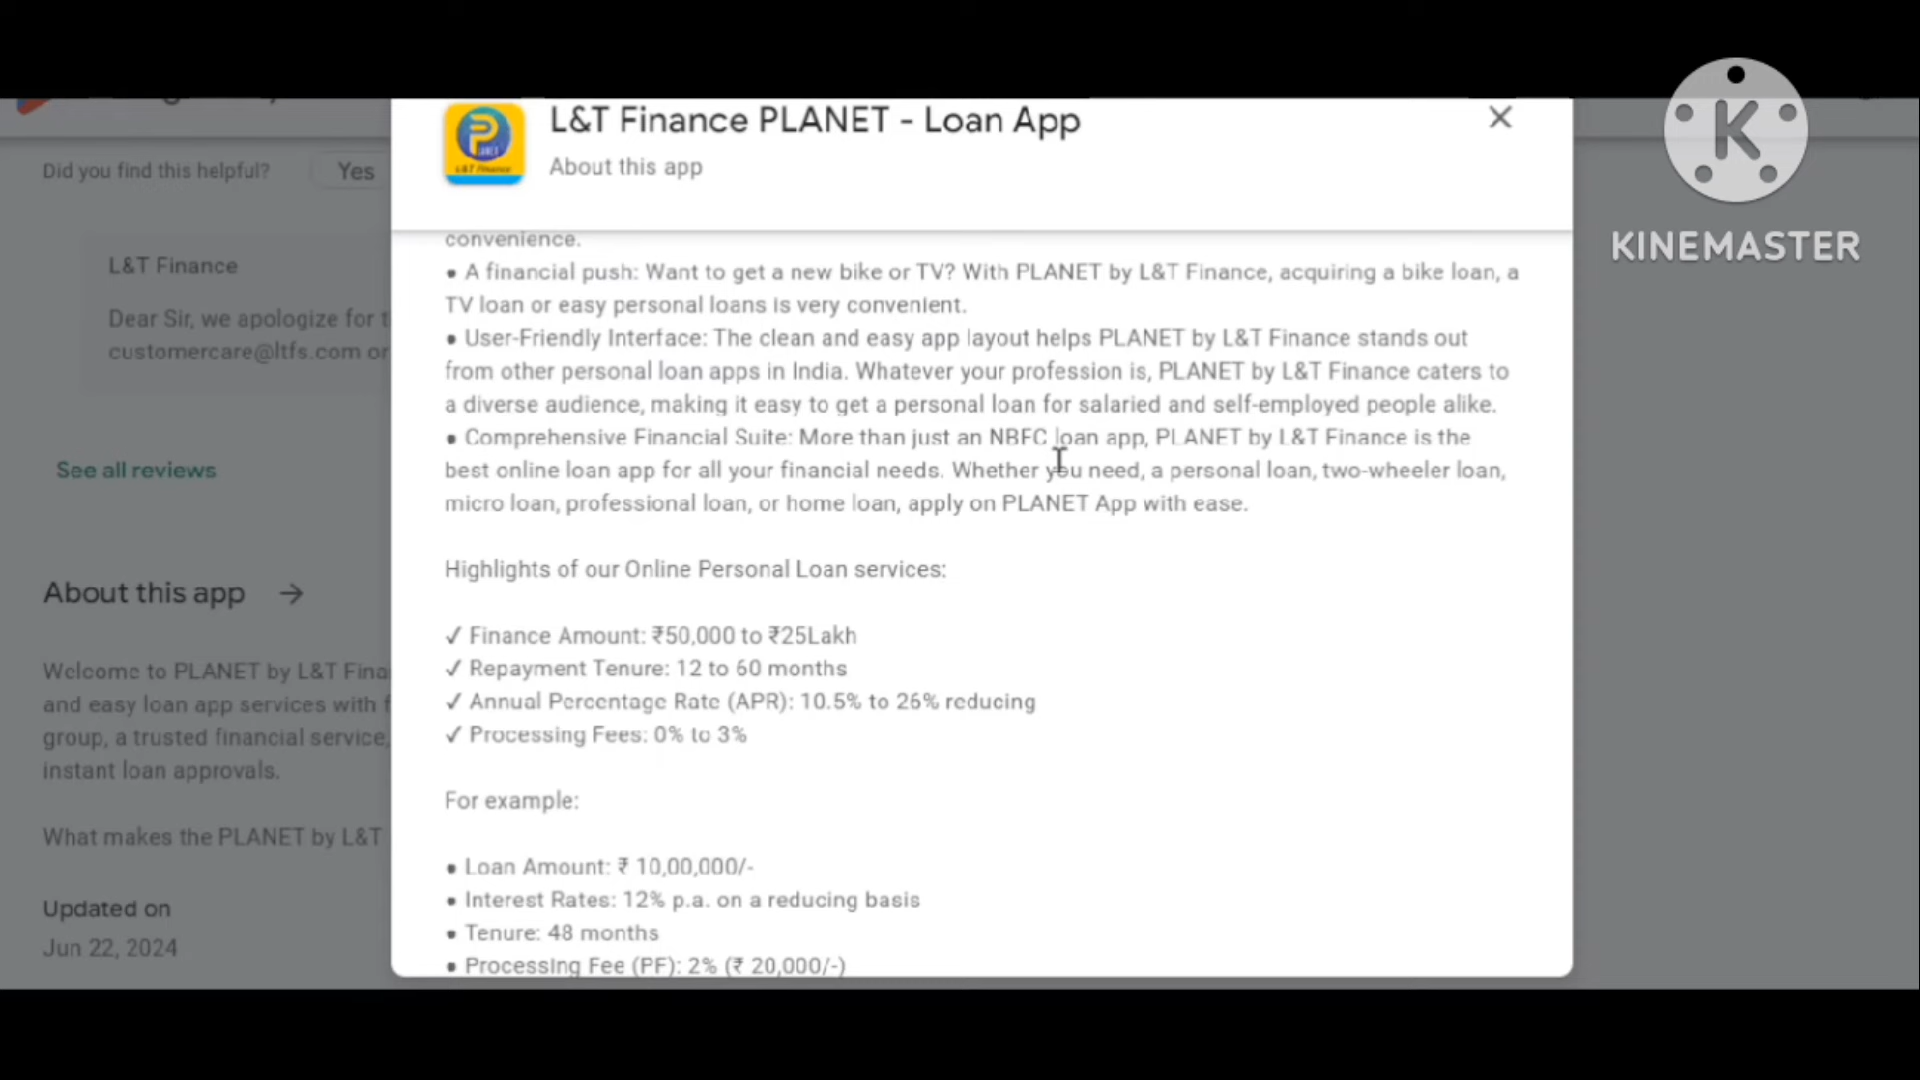 L&T Finance PLANET - Loan App
About this app
KINEMASTER
Did you find this helpful? Yes
L&T Finance
Dear Sir, we apologize for t
customercare@ltfs.com or
See all reviews
About this app →
Welcome to PLANET by L&T Fina
and easy loan app services with f
group, a trusted financial service,
instant loan approvals.
What makes the PLANET by L&T
Updated on
Jun 22, 2024
convenience.
• A financial push: Want to get a new bike or TV? With PLANET by L&T Finance, acquiring a bike loan, a
TV loan or easy personal loans is very convenient.
• User-Friendly Interface: The clean and easy app layout helps PLANET by L&T Finance stands out
from other personal loan apps in India. Whatever your profession is, PLANET by L&T Finance caters to
a diverse audience, making it easy to get a personal loan for salaried and self-employed people alike.
• Comprehensive Financial Suite: More than just an NBFC loan app, PLANET by L&T Finance is the
best online loan app for all your financial needs. Whether you need, a personal loan, two-wheeler loan,
micro loan, professional loan, or home loan, apply on PLANET App with ease.
Highlights of our Online Personal Loan services:
✓ Finance Amount: ₹50,000 to ₹25Lakh
✓ Repayment Tenure: 12 to 60 months
✓ Annual Percentage Rate (APR): 10.5% to 26% reducing
✓ Processing Fees: 0% to 3%
For example:
• Loan Amount: ₹ 10,00,000/-
• Interest Rates: 12% p.a. on a reducing basis
• Tenure: 48 months
• Processing Fee (PF): 2% (₹ 20,000/-)